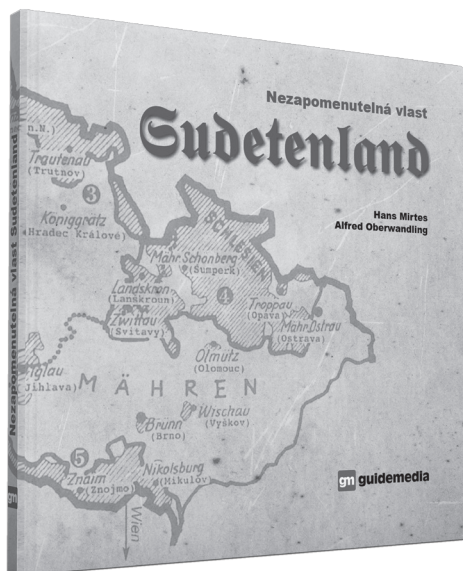 Nezapomenutelná vlast
Sudetenland
Hans Mirtes
Alfred Oberwandling
n.N.)
Trautenau
(Trutnov)
3
Königgratz
Hradec Králové)
SCHLESIEN
Mähr Schönberg
(Šumperk)
Landskron
(Lanškroun)
4
Troppau
(Opava)
Zwittau
(Svitavy)
Mähr Ostrau
(Ostrava)
Olmütz
(Olomouc)
Iglau
Jihlava)
MÄHREN
Wischau
(Vyškov)
Brünn
(Brno)
5
Znaim
(Znojmo)
Nikolsburg
(Mikulov)
Wien
gm guidemedia
Nezapomenutelná vlast Sudetenland
gm